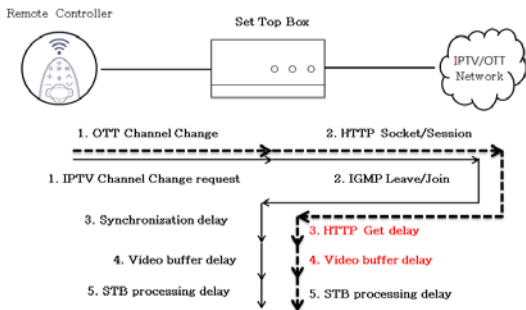 Remote Controller
Set Top Box
IPTV/OTT
Network
1. OTT Channel Change
2. HTTP Socket/Session
1. IPTV Channel Change request
2. IGMP Leave/Join
3. Synchronization delay
3. HTTP Get delay
4. Video buffer delay
4. Video buffer delay
5. STB processing delay
5. STB processing delay